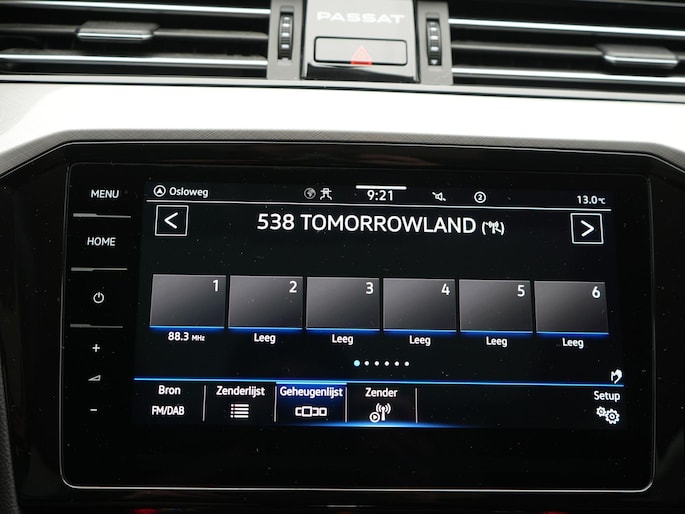 PASSAT
MENU
HOME
+
-
Osloweg
9:21
2
13.0°C
< 538 TOMORROWLAND >
1 2 3 4 5 6
88.3 MHz Leeg Leeg Leeg Leeg Leeg
Bron Zenderlijst Geheugenlijst Zender Setup
FM/DAB